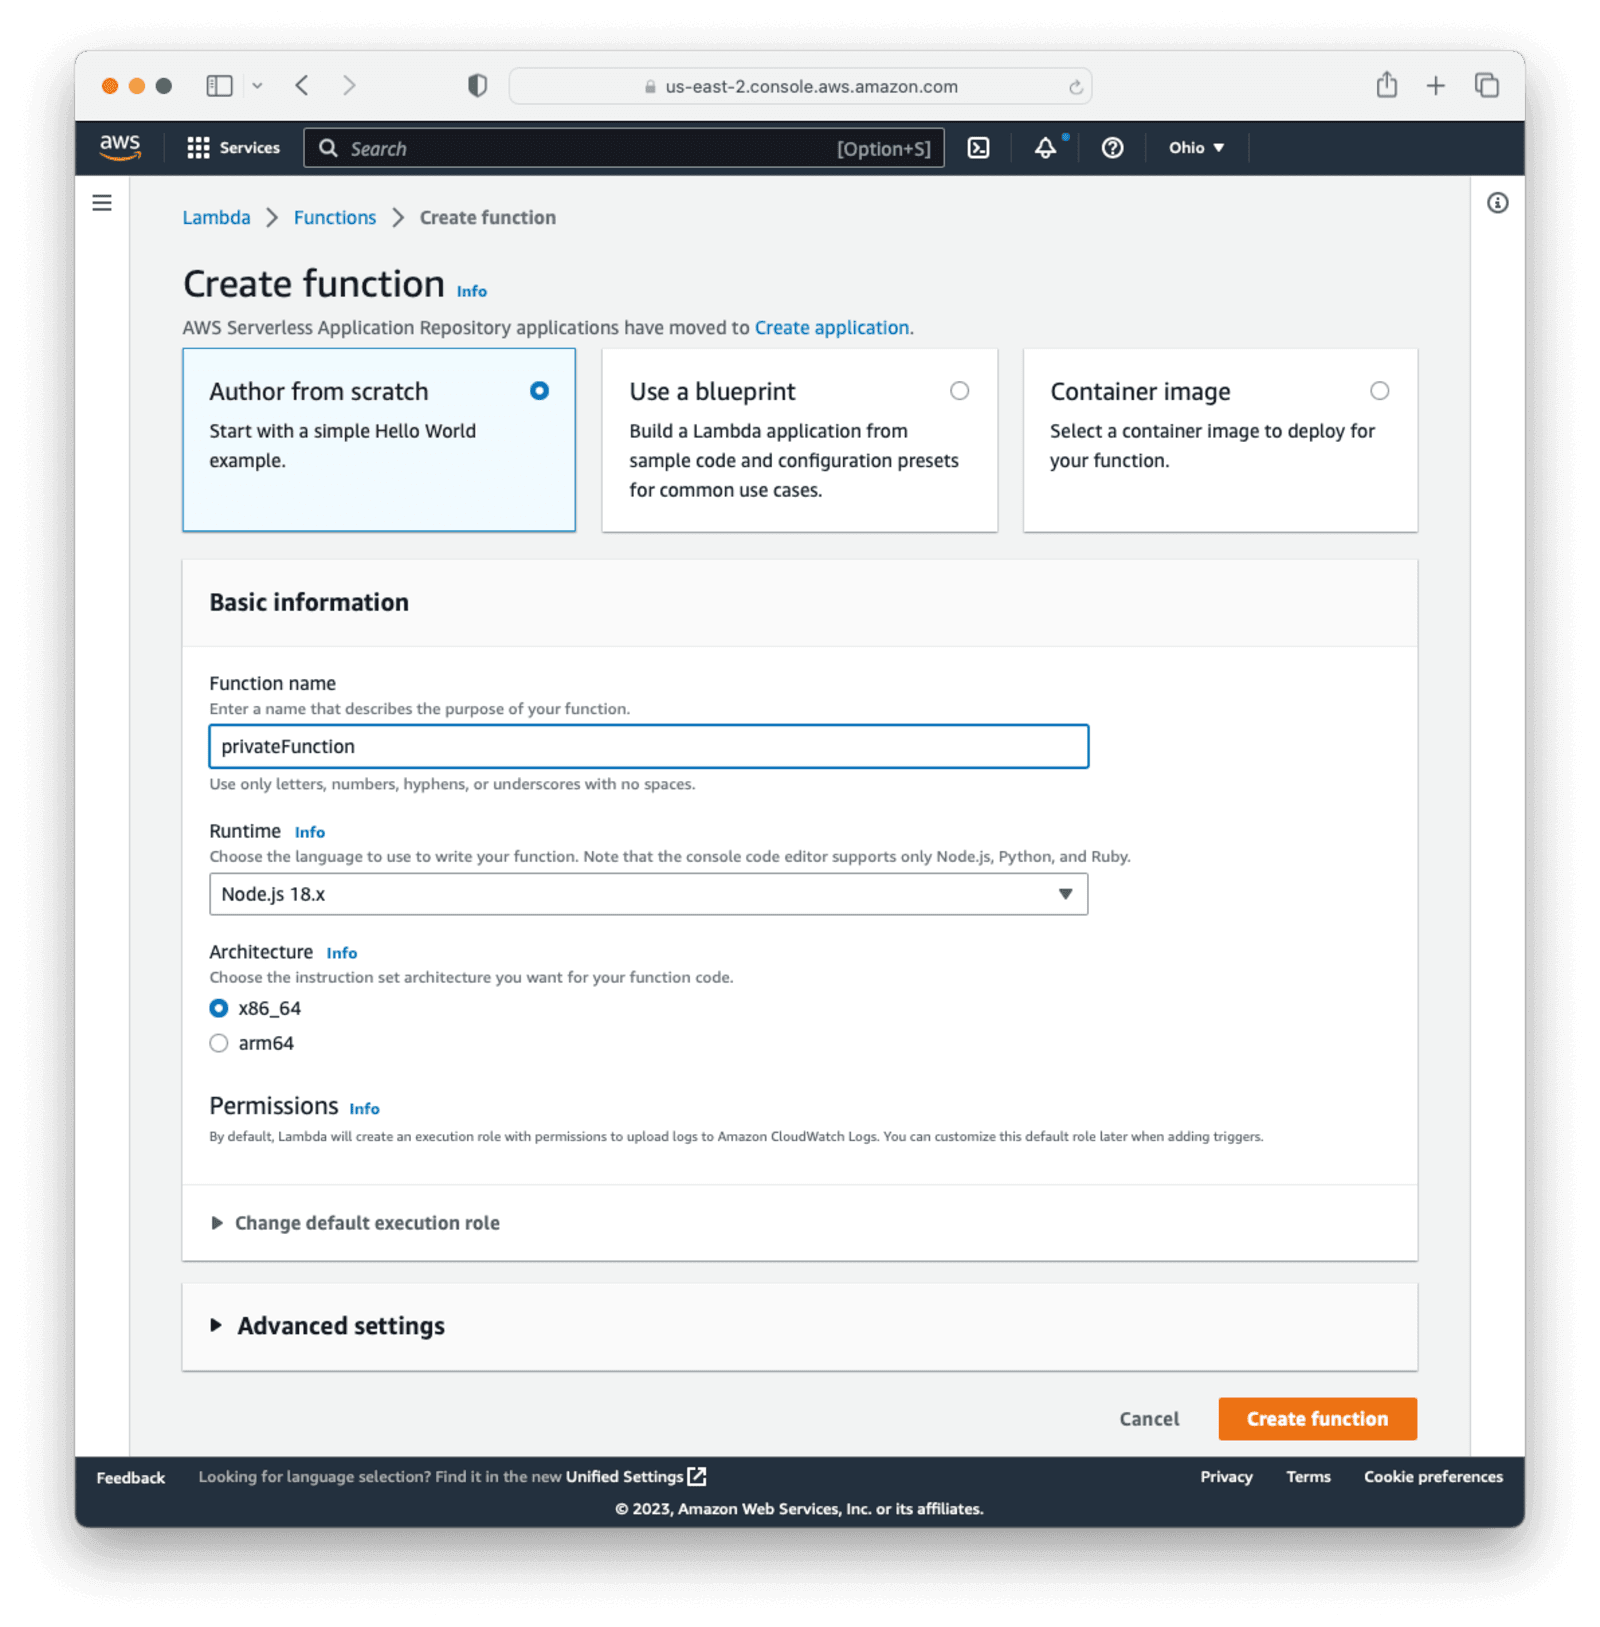 us-east-2.console.aws.amazon.com
aws
Services
Search
[Option+S]
Ohio
Lambda
Functions
Create function
Create function Info
AWS Serverless Application Repository applications have moved to Create application.
Author from scratch
Start with a simple Hello World
example.
Use a blueprint
Build a Lambda application from
sample code and configuration presets
for common use cases.
Container image
Select a container image to deploy for
your function.
Basic information
Function name
Enter a name that describes the purpose of your function.
privateFunction
Use only letters, numbers, hyphens, or underscores with no spaces.
Runtime Info
Choose the language to use to write your function. Note that the console code editor supports only Node.js, Python, and Ruby.
Node.js 18.x
Architecture Info
Choose the instruction set architecture you want for your function code.
x86_64
arm64
Permissions Info
By default, Lambda will create an execution role with permissions to upload logs to Amazon CloudWatch Logs. You can customize this default role later when adding triggers.
Change default execution role
Advanced settings
Cancel
Create function
Feedback
Looking for language selection? Find it in the new Unified Settings
Privacy
Terms
Cookie preferences
© 2023, Amazon Web Services, Inc. or its affiliates.